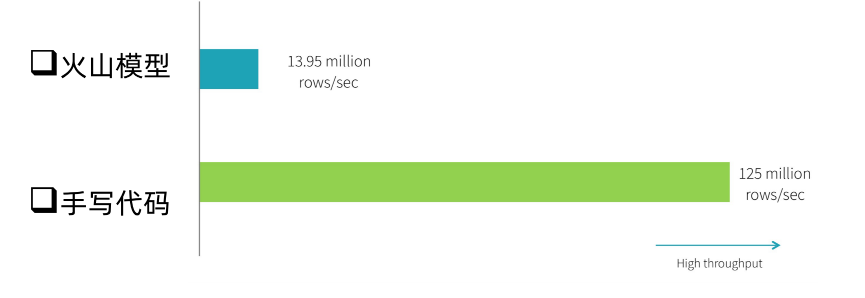 ❑火山模型
13.95 million
rows/sec
❑手写代码
125 million
rows/sec
High throughput